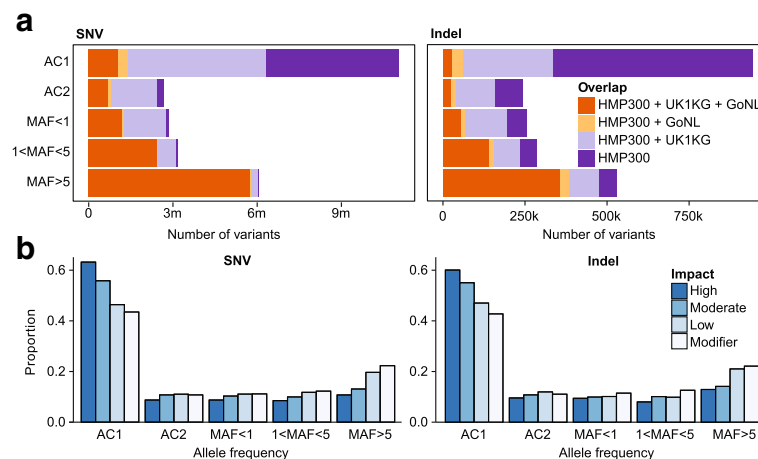 a
SNV
Indel
AC1
AC2
MAF<1
1<MAF<5
MAF>5
Overlap
HMP300 + UK1KG + GoNL
HMP300 + GoNL
HMP300 + UK1KG
HMP300
0 3m 6m 9m
0 250k 500k 750k
Number of variants
Number of variants
b
SNV
Indel
Proportion
0.6
0.4
0.2
0.0
0.6
0.4
0.2
0.0
Impact
High
Moderate
Low
Modifier
AC1 AC2 MAF<1 1<MAF<5 MAF>5
AC1 AC2 MAF<1 1<MAF<5 MAF>5
Allele frequency
Allele frequency